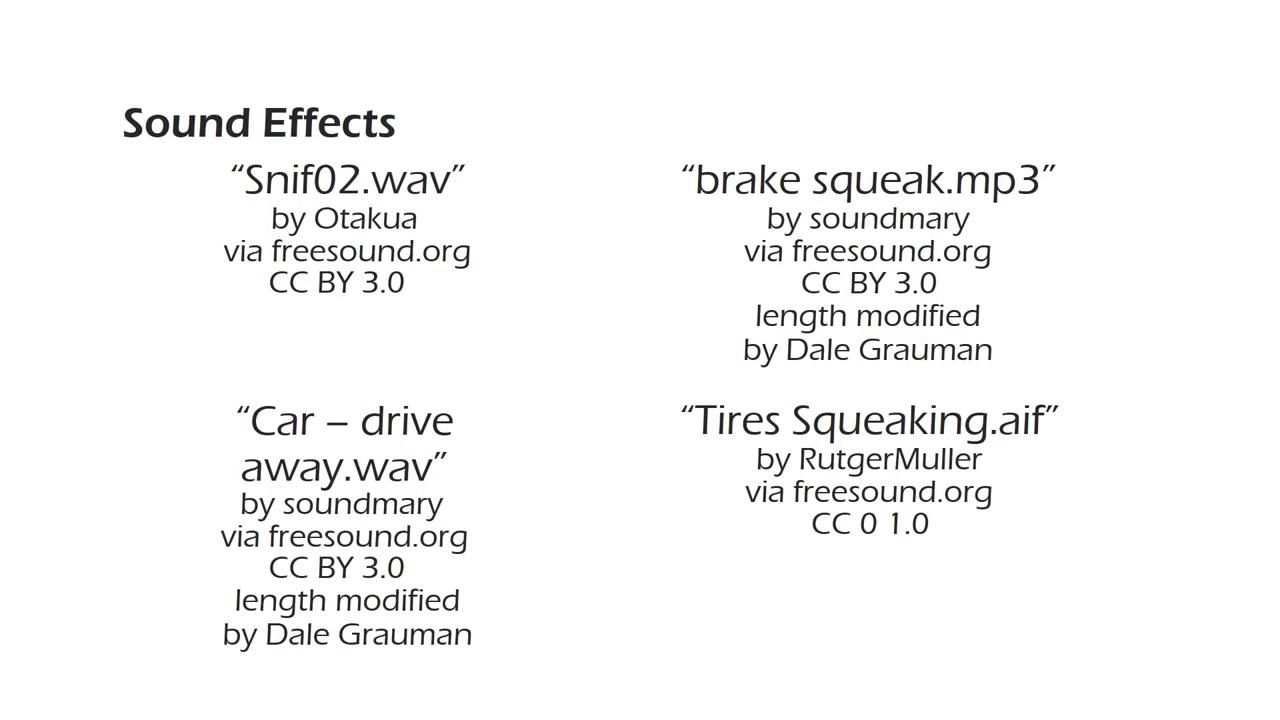 Sound Effects
“Snif02.wav”
by Otakua
via freesound.org
CC BY 3.0
“brake squeak.mp3”
by soundmary
via freesound.org
CC BY 3.0
length modified
by Dale Grauman
“Car – drive
away.wav”
by soundmary
via freesound.org
CC BY 3.0
length modified
by Dale Grauman
“Tires Squeaking.aif”
by RutgerMuller
via freesound.org
CC 0 1.0